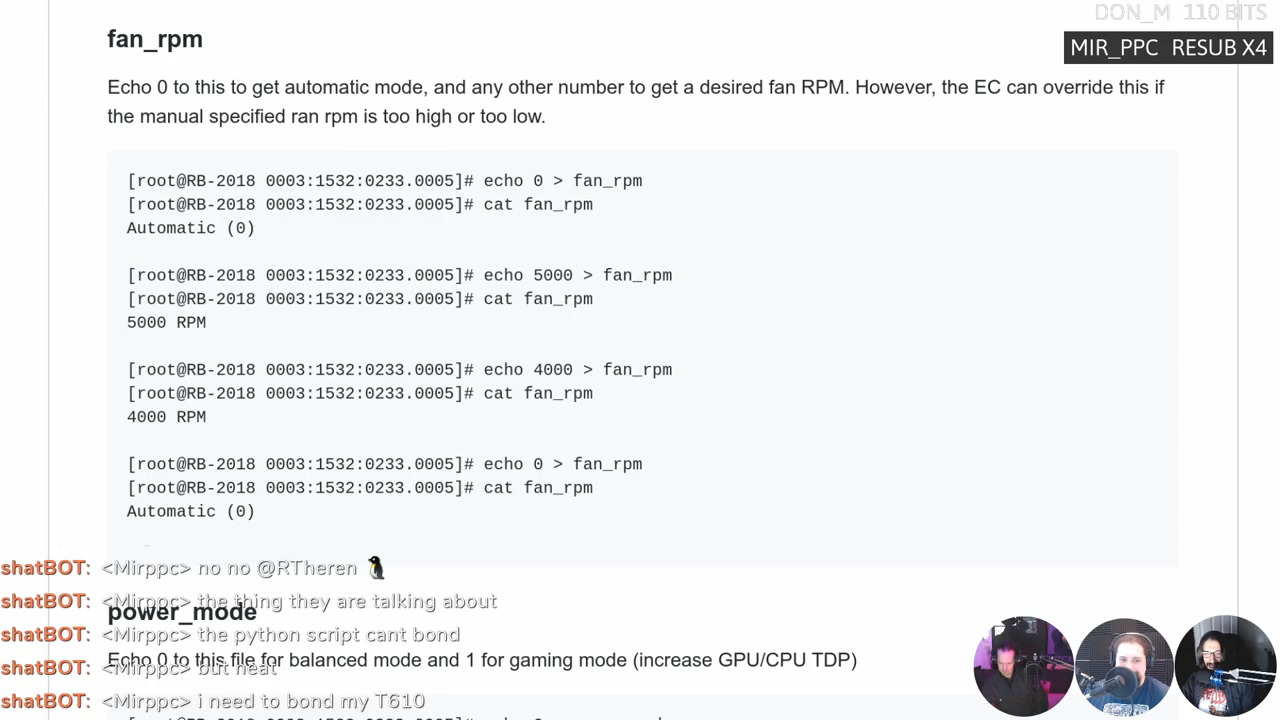 DON_M 110 BITS
MIR_PPC RESUB X4
fan_rpm
Echo 0 to this to get automatic mode, and any other number to get a desired fan RPM. However, the EC can override this if
the manual specified ran rpm is too high or too low.
[root@RB-2018 0003:1532:0233.0005]# echo 0 > fan_rpm
[root@RB-2018 0003:1532:0233.0005]# cat fan_rpm
Automatic (0)
[root@RB-2018 0003:1532:0233.0005]# echo 5000 > fan_rpm
[root@RB-2018 0003:1532:0233.0005]# cat fan_rpm
5000 RPM
[root@RB-2018 0003:1532:0233.0005]# echo 4000 > fan_rpm
[root@RB-2018 0003:1532:0233.0005]# cat fan_rpm
4000 RPM
[root@RB-2018 0003:1532:0233.0005]# echo 0 > fan_rpm
[root@RB-2018 0003:1532:0233.0005]# cat fan_rpm
Automatic (0)
shatBOT: <Mirppc> no no @RTheren
shatBOT: <Mirppc> the thing they are talking about
power_mode
shatBOT: <Mirppc> the python script cant bond
Echo 0 to this file for balanced mode and 1 for gaming mode (increase GPU/CPU TDP)
shatBOT: <Mirppc> but neat
shatBOT: <Mirppc> i need to bond my T610